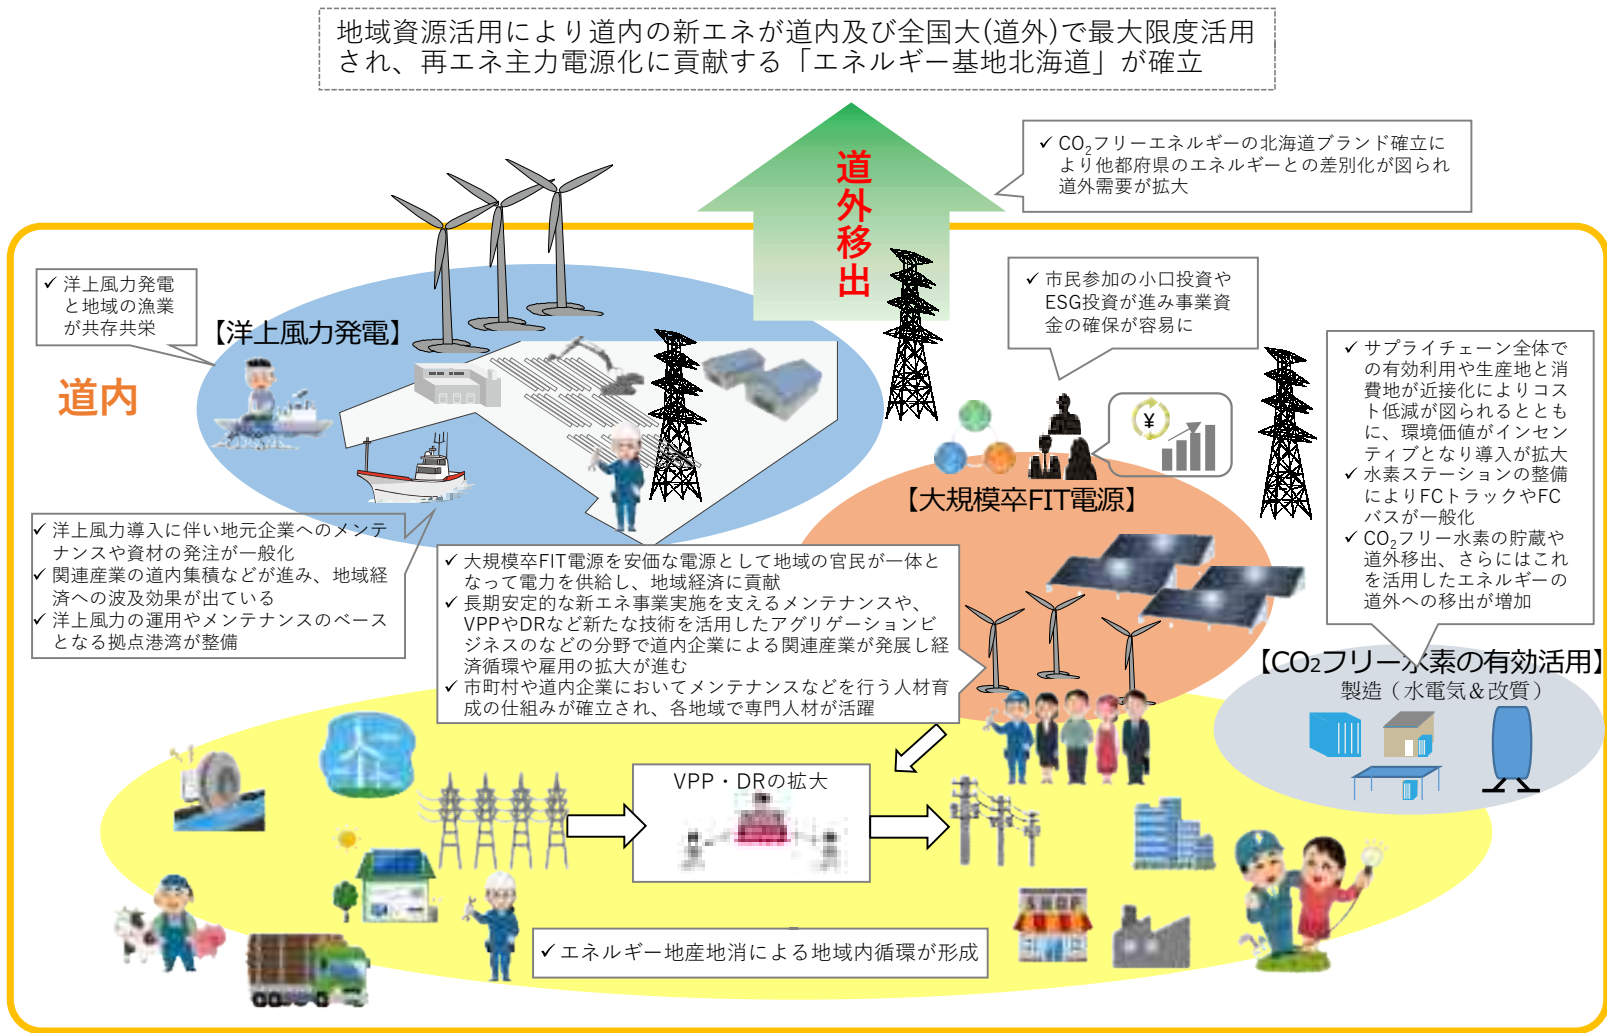 地域資源活用により道内の新エネが道内及び全国大(道外)で最大限度活用
され、再エネ主力電源化に貢献する「エネルギー基地北海道」が確立
道外移出
✓ CO₂フリーエネルギーの北海道ブランド確立に
より他都府県のエネルギーとの差別化が図られ
道外需要が拡大
✓ 洋上風力発電
と地域の漁業
が共存共栄
【洋上風力発電】
道内
✓ 市民参加の小口投資や
ESG投資が進み事業資
金の確保が容易に
¥
✓ サプライチェーン全体で
の有効利用や生産地と消
費地が近接化によりコス
ト低減が図られるととも
に、環境価値がインセン
ティブとなり導入が拡大
✓ 水素ステーションの整備
によりFCトラックやFC
バスが一般化
✓ CO₂フリー水素の貯蔵や
道外移出、さらにはこれ
を活用したエネルギーの
道外への移出が増加
【大規模卒FIT電源】
✓ 洋上風力導入に伴い地元企業へのメンテ
ナンスや資材の発注が一般化
✓ 関連産業の道内集積などが進み、地域経
済への波及効果が出ている
✓ 洋上風力の運用やメンテナンスのベース
となる拠点港湾が整備
✓ 大規模卒FIT電源を安価な電源として地域の官民が一体と
なって電力を供給し、地域経済に貢献
✓ 長期安定的な新エネ事業実施を支えるメンテナンスや、
VPPやDRなど新たな技術を活用したアグリゲーションビ
ジネスのなどの分野で道内企業による関連産業が発展し経
済循環や雇用の拡大が進む
✓ 市町村や道内企業においてメンテナンスなどを行う人材育
成の仕組みが確立され、各地域で専門人材が活躍
【CO₂フリー水素の有効活用】
製造（水電気＆改質）
VPP・DRの拡大
SHOP
✓ エネルギー地産地消による地域内循環が形成